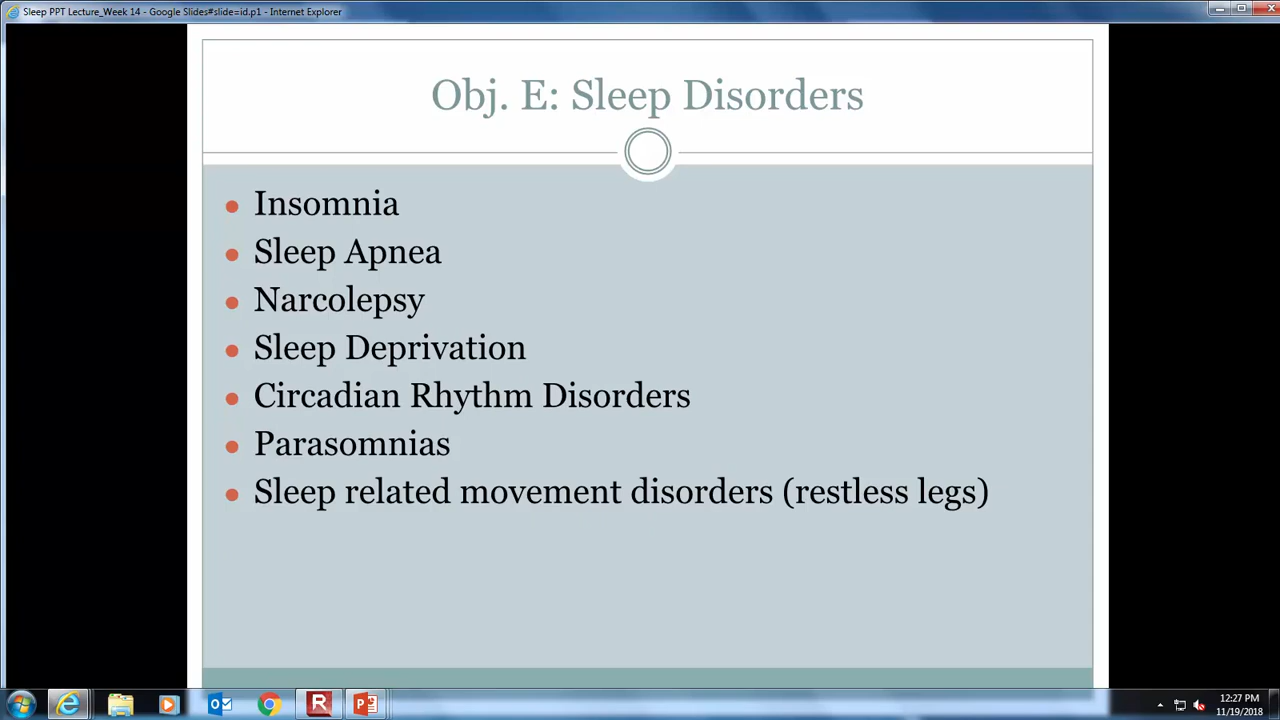 Sleep PPT Lecture_Week 14 - Google Slides#slide=id.p1 - Internet Explorer
Obj. E: Sleep Disorders
Insomnia
Sleep Apnea
Narcolepsy
Sleep Deprivation
Circadian Rhythm Disorders
Parasomnias
Sleep related movement disorders (restless legs)
12:27 PM
11/19/2018